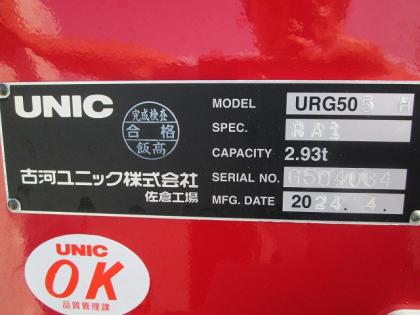 UNIC
完成検査
合格
飯高
古河ユニック株式会社
佐倉工場
MODEL URG505 H
SPEC. RA1
CAPACITY 2.93t
SERIAL NO.
MFG. DATE 2024. 4.
UNIC
OK
品質管理課